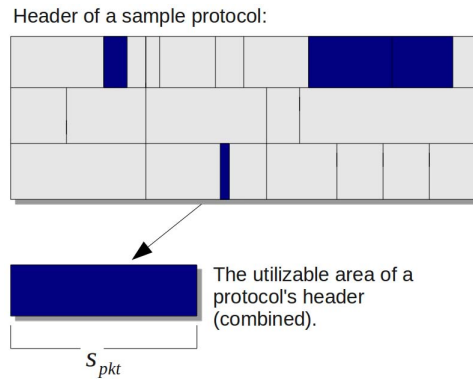 Header of a sample protocol:
The utilizable area of a
protocol's header
(combined).
s_pkt